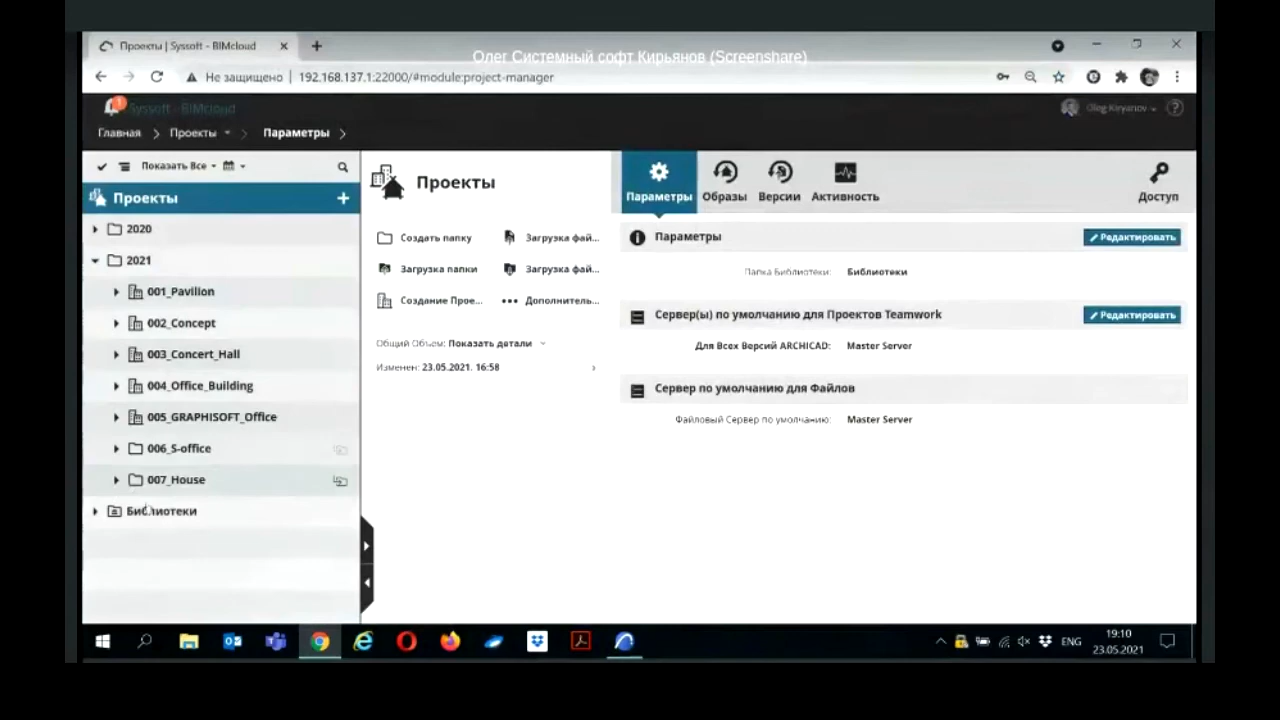 Проекты | Syssoft - BIMcloud
Олег Системный софт Кирьянов (Screenshare)
Не защищено | 192.168.137.1:22000/#module:project-manager
1
Syssoft - BIMcloud
Oleg Kiryanov
Главная > Проекты > Параметры >
Показать Все
Проекты
2020
2021
001_Pavilion
002_Concept
003_Concert_Hall
004_Office_Building
005_GRAPHISOFT_Office
006_S-office
007_House
Библиотеки
Проекты
Создать папку
Загрузка фай...
Загрузка папки
Загрузка фай...
Создание Прое...
Дополнитель...
Общий Объем: Показать детали
Изменен: 23.05.2021. 16:58
Параметры
Образы
Версии
Активность
Доступ
Параметры
Редактировать
Папка Библиотеки: Библиотеки
Сервер(ы) по умолчанию для Проектов Teamwork
Редактировать
Для Всех Версий ARCHICAD: Master Server
Сервер по умолчанию для Файлов
Файловый Сервер по умолчанию: Master Server
ENG
19:10
23.05.2021